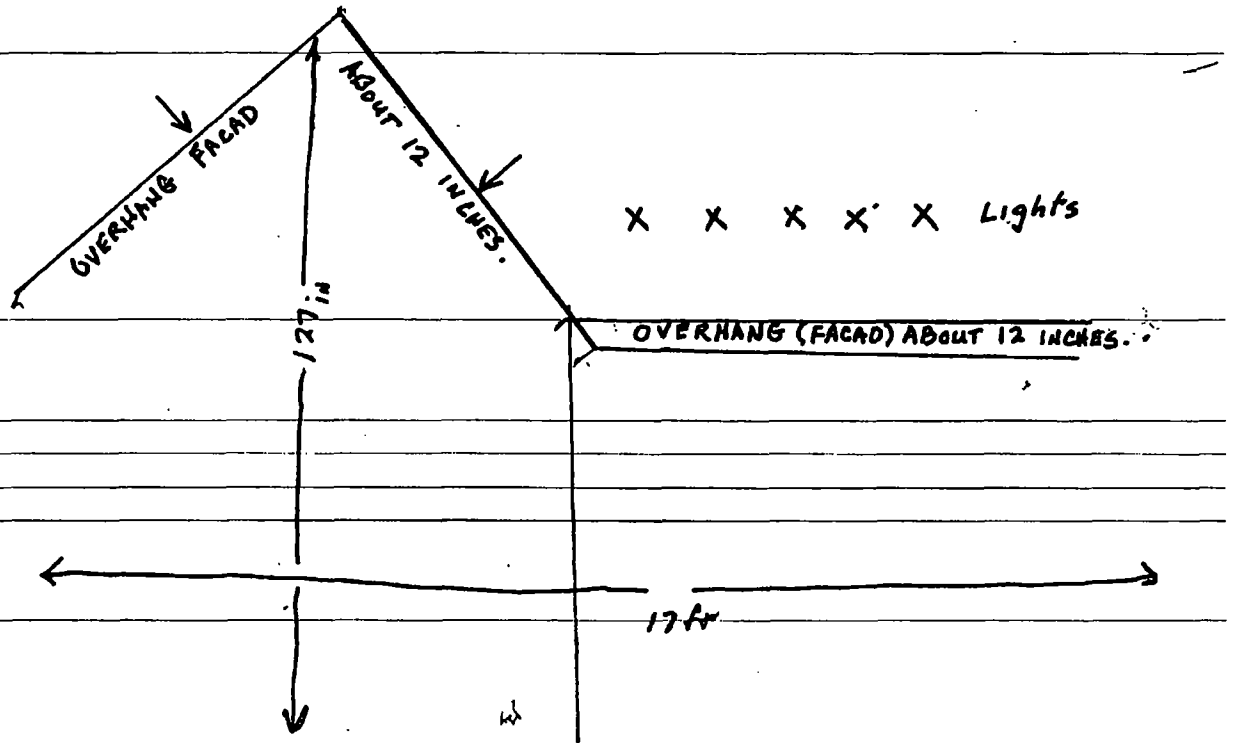 OVERHANG FACAD
ABOUT 12 INCHES.
X X X X X Lights
127 in
OVERHANG (FACAD) ABOUT 12 INCHES.
17 ft